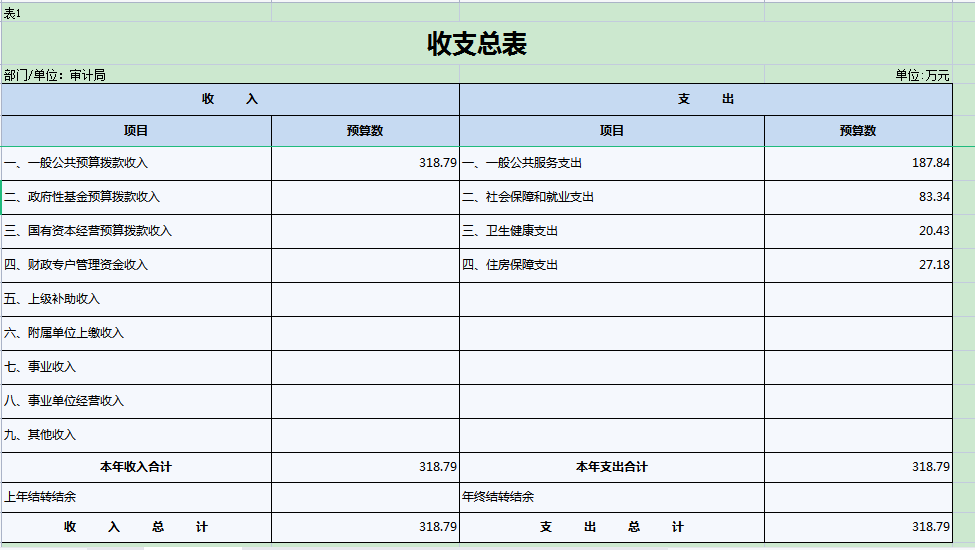 表1
收支总表
部门/单位：审计局 单位:万元
收 入 支 出
项目 预算数 项目 预算数
一、一般公共预算拨款收入 318.79 一、一般公共服务支出 187.84
二、政府性基金预算拨款收入 二、社会保障和就业支出 83.34
三、国有资本经营预算拨款收入 三、卫生健康支出 20.43
四、财政专户管理资金收入 四、住房保障支出 27.18
五、上级补助收入
六、附属单位上缴收入
七、事业收入
八、事业单位经营收入
九、其他收入
本年收入合计 318.79 本年支出合计 318.79
上年结转结余 年终结转结余
收 入 总 计 318.79 支 出 总 计 318.79